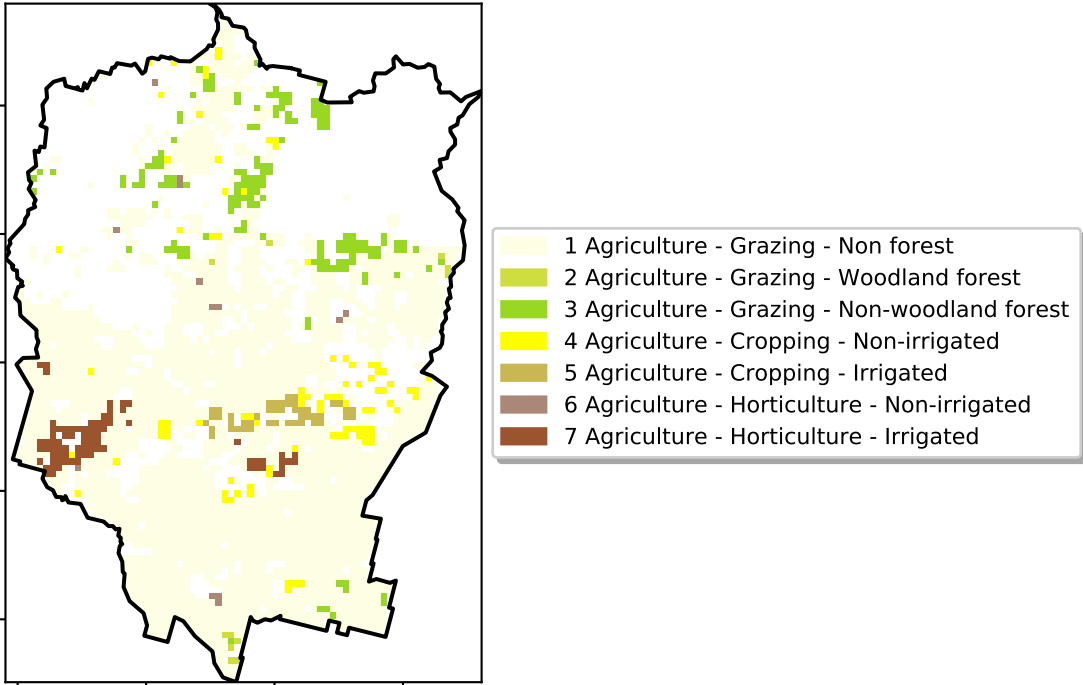 1 Agriculture - Grazing - Non forest
2 Agriculture - Grazing - Woodland forest
3 Agriculture - Grazing - Non-woodland forest
4 Agriculture - Cropping - Non-irrigated
5 Agriculture - Cropping - Irrigated
6 Agriculture - Horticulture - Non-irrigated
7 Agriculture - Horticulture - Irrigated